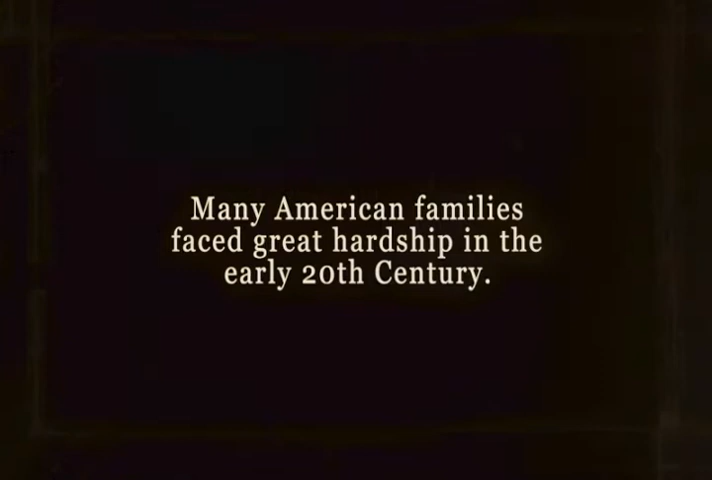 Many American families
faced great hardship in the
early 20th Century.